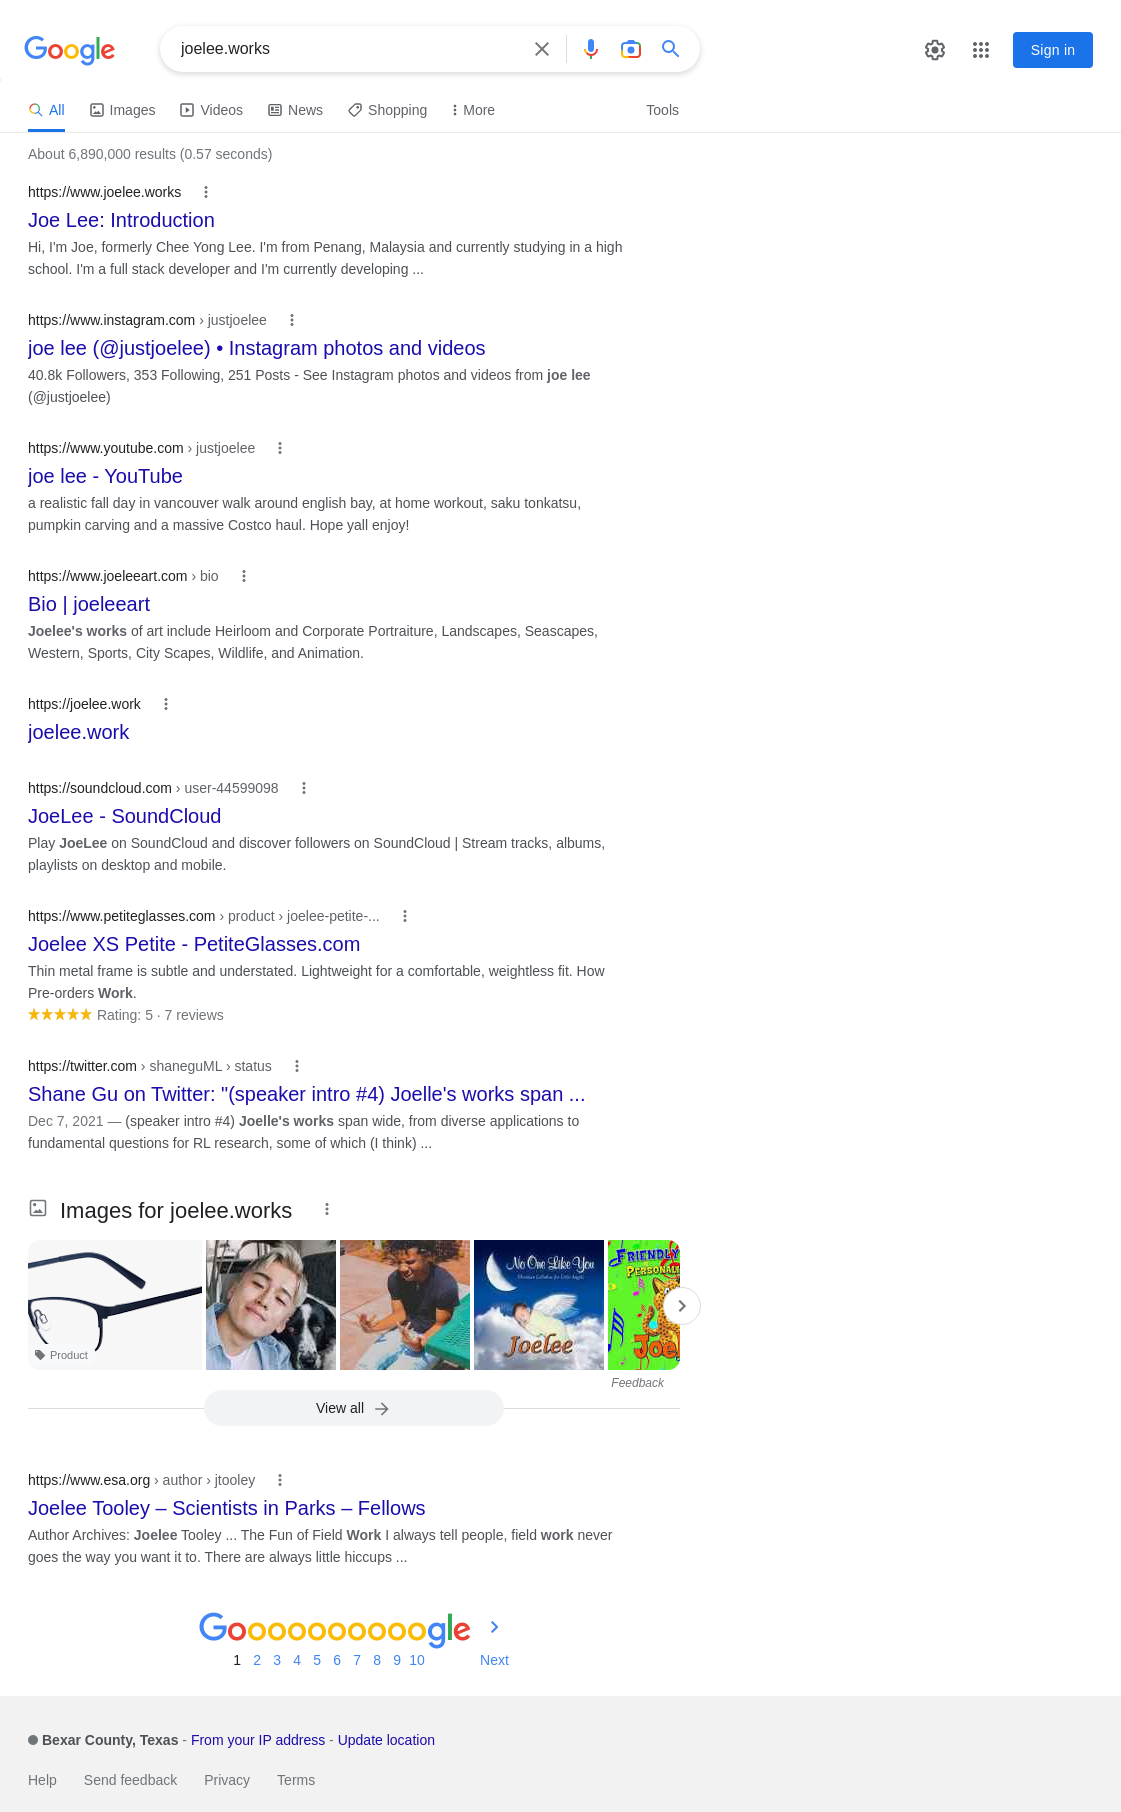 Google
joelee.works
Sign in
All
Images
Videos
News
Shopping
More
Tools
About 6,890,000 results (0.57 seconds)
https://www.joelee.works
Joe Lee: Introduction
Hi, I'm Joe, formerly Chee Yong Lee. I'm from Penang, Malaysia and currently studying in a high
school. I'm a full stack developer and I'm currently developing ...
https://www.instagram.com › justjoelee
joe lee (@justjoelee) • Instagram photos and videos
40.8k Followers, 353 Following, 251 Posts - See Instagram photos and videos from joe lee
(@justjoelee)
https://www.youtube.com › justjoelee
joe lee - YouTube
a realistic fall day in vancouver walk around english bay, at home workout, saku tonkatsu,
pumpkin carving and a massive Costco haul. Hope yall enjoy!
https://www.joeleeart.com › bio
Bio | joeleeart
Joelee's works of art include Heirloom and Corporate Portraiture, Landscapes, Seascapes,
Western, Sports, City Scapes, Wildlife, and Animation.
https://joelee.work
joelee.work
https://soundcloud.com › user-44599098
JoeLee - SoundCloud
Play JoeLee on SoundCloud and discover followers on SoundCloud | Stream tracks, albums,
playlists on desktop and mobile.
https://www.petiteglasses.com › product › joelee-petite-...
Joelee XS Petite - PetiteGlasses.com
Thin metal frame is subtle and understated. Lightweight for a comfortable, weightless fit. How
Pre-orders Work.
Rating: 5 · 7 reviews
https://twitter.com › shaneguML › status
Shane Gu on Twitter: "(speaker intro #4) Joelle's works span ...
Dec 7, 2021 — (speaker intro #4) Joelle's works span wide, from diverse applications to
fundamental questions for RL research, some of which (I think) ...
Images for joelee.works
Product
No One Like You
Joelee
FRIENDLY
PERSONAL
Joe
Feedback
View all
https://www.esa.org › author › jtooley
Joelee Tooley – Scientists in Parks – Fellows
Author Archives: Joelee Tooley ... The Fun of Field Work I always tell people, field work never
goes the way you want it to. There are always little hiccups ...
Goooooooooogle
1 2 3 4 5 6 7 8 9 10 Next
Bexar County, Texas - From your IP address - Update location
Help Send feedback Privacy Terms